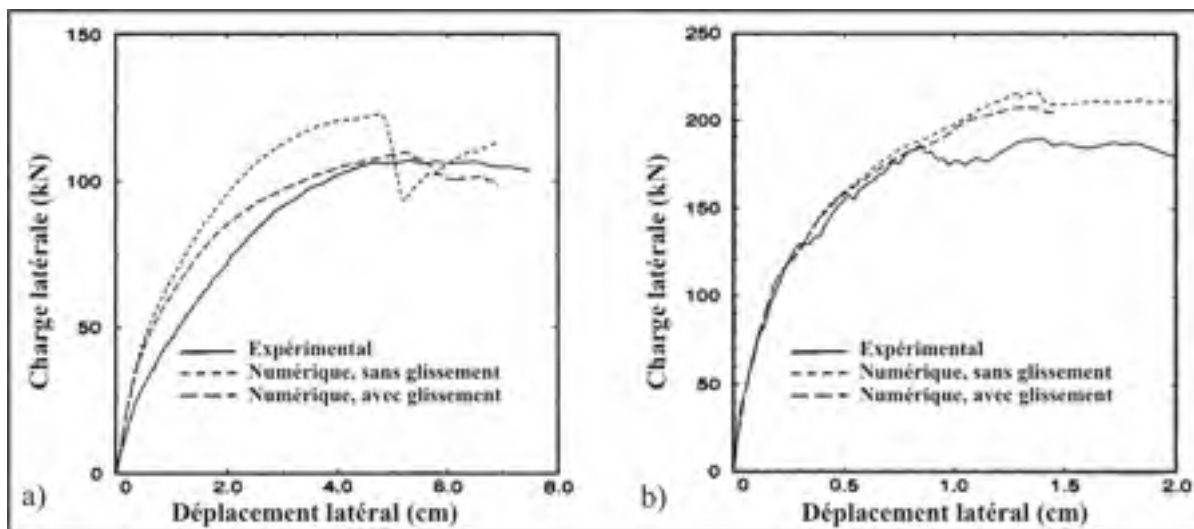 150
100
50
0
Charge latérale (kN)
Expérimental
Numérique, sans glissement
Numérique, avec glissement
0 2.0 4.0 6.0 8.0
a)
Déplacement latéral (cm)
250
200
150
100
50
0
Charge latérale (kN)
Expérimental
Numérique, sans glissement
Numérique, avec glissement
0 0.5 1.0 1.5 2.0
b)
Déplacement latéral (cm)